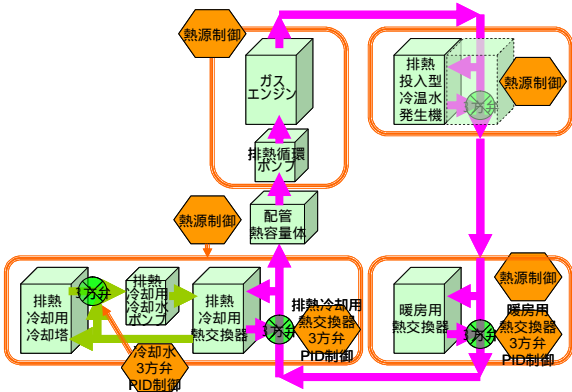 熱源制御
ガス
エンジン
排熱循環
ポンプ
配管
熱容量体
排熱
投入型
冷温水
発生機
3方弁
熱源制御
熱源制御
排熱
冷却用
冷却塔
3方弁
排熱
冷却用
冷却水
ポンプ
排熱
冷却用
熱交換器
冷却水
3方弁
PID制御
3方弁
排熱冷却用
熱交換器
3方弁
PID制御
熱源制御
暖房用
熱交換器
3方弁
暖房用
熱交換器
3方弁
PID制御